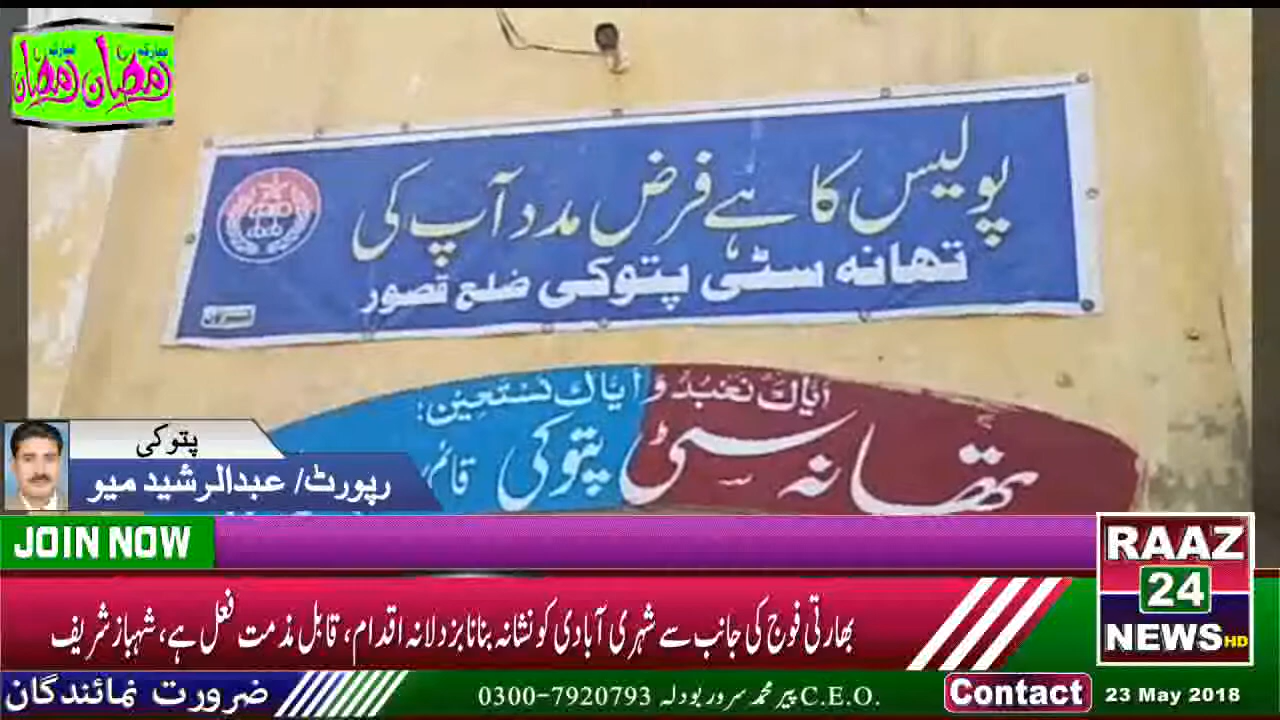 رمضان مبارک رمضان مبارک
پولیس کا ہے فرض مدد آپ کی
تھانہ سٹی پتوکی ضلع قصور
ایاک نعبد و ایاک نستعین:
تھانہ سٹی پتوکی
پتوکی
رپورٹ/ عبدالرشید میو
JOIN NOW
RAAZ
24
NEWS HD
بھارتی فوج کی جانب سے شہری آبادی کو نشانہ بنانا بزدلانہ اقدام، قابل مذمت فعل ہے، شہباز شریف
ضرورت نمائندگان
0300-7920793 پیر محمد سرور بودلہ C.E.O.
Contact
23 May 2018